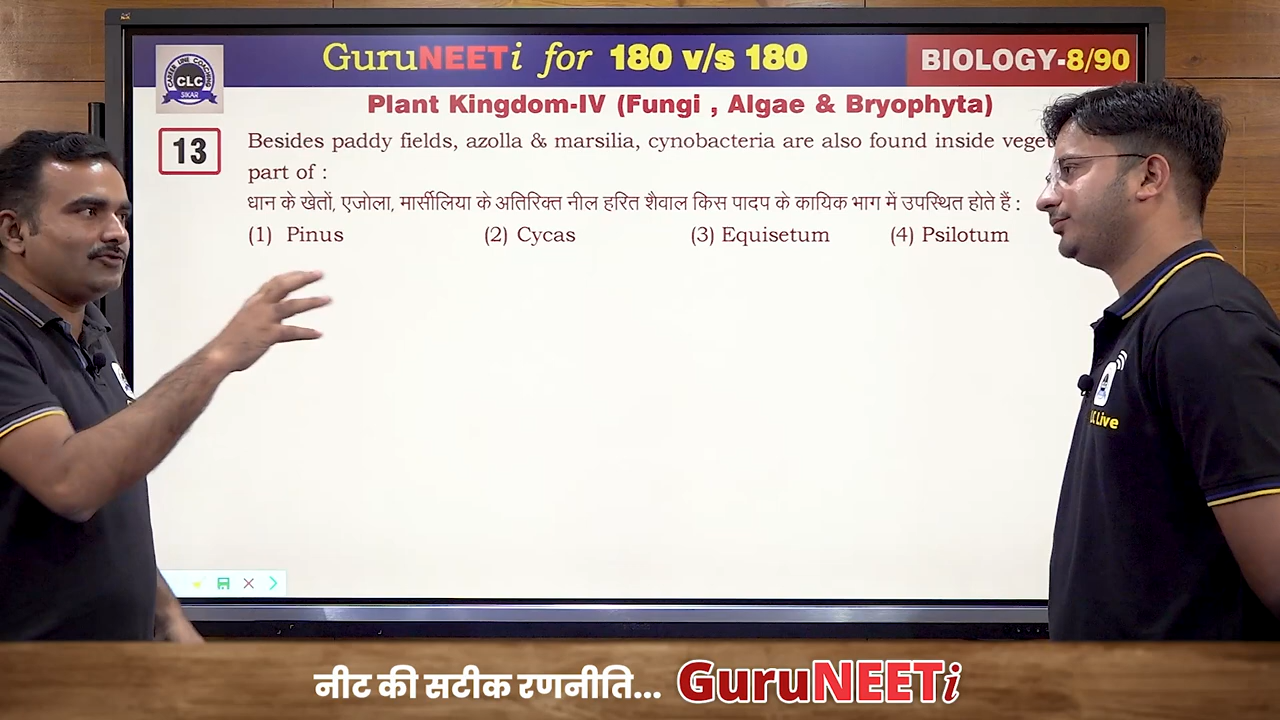 GuruNEETi for 180 v/s 180
BIOLOGY-8/90
CLC
SIKAR
Plant Kingdom-IV (Fungi , Algae & Bryophyta)
13
Besides paddy fields, azolla & marsilia, cynobacteria are also found inside
part of :
धान के खेतों, एजोला, मार्सीलिया के अतिरिक्त नील हरित शैवाल किस पादप के कायिक भाग में उपस्थित होते हैं :
(1) Pinus (2) Cycas (3) Equisetum (4) Psilotum
Live
नीट की सटीक रणनीति... GuruNEETi